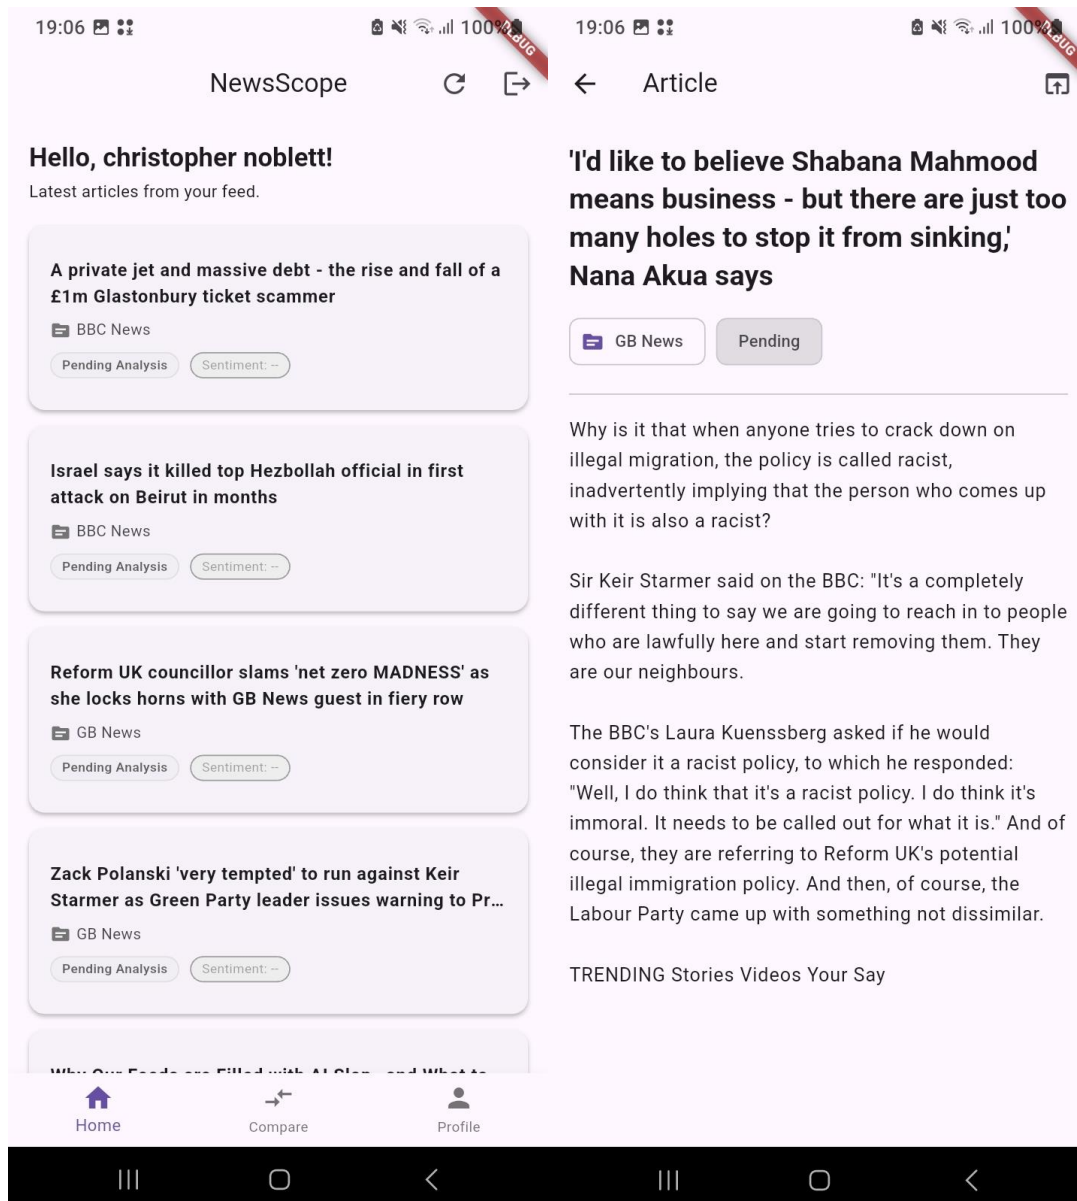 19:06 100%
DEBUG
NewsScope
Hello, christopher noblett!
Latest articles from your feed.
A private jet and massive debt - the rise and fall of a
£1m Glastonbury ticket scammer
BBC News
Pending Analysis Sentiment: --
Israel says it killed top Hezbollah official in first
attack on Beirut in months
BBC News
Pending Analysis Sentiment: --
Reform UK councillor slams 'net zero MADNESS' as
she locks horns with GB News guest in fiery row
GB News
Pending Analysis Sentiment: --
Zack Polanski 'very tempted' to run against Keir
Starmer as Green Party leader issues warning to Pr...
GB News
Pending Analysis Sentiment: --
Why Our Feeds are Filled with AI Slop - and What to
Home Compare Profile
19:06 100%
DEBUG
Article
'I'd like to believe Shabana Mahmood
means business - but there are just too
many holes to stop it from sinking,'
Nana Akua says
GB News Pending
Why is it that when anyone tries to crack down on
illegal migration, the policy is called racist,
inadvertently implying that the person who comes up
with it is also a racist?
Sir Keir Starmer said on the BBC: "It's a completely
different thing to say we are going to reach in to people
who are lawfully here and start removing them. They
are our neighbours.
The BBC's Laura Kuenssberg asked if he would
consider it a racist policy, to which he responded:
"Well, I do think that it's a racist policy. I do think it's
immoral. It needs to be called out for what it is." And of
course, they are referring to Reform UK's potential
illegal immigration policy. And then, of course, the
Labour Party came up with something not dissimilar.
TRENDING Stories Videos Your Say